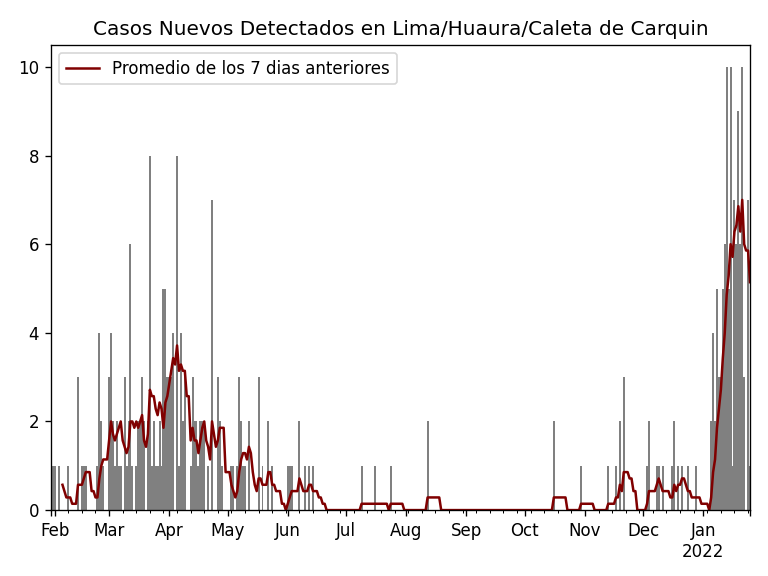 Casos Nuevos Detectados en Lima/Huaura/Caleta de Carquin
Promedio de los 7 dias anteriores
10
8
6
4
2
0
Feb Mar Apr May Jun Jul Aug Sep Oct Nov Dec Jan
2022